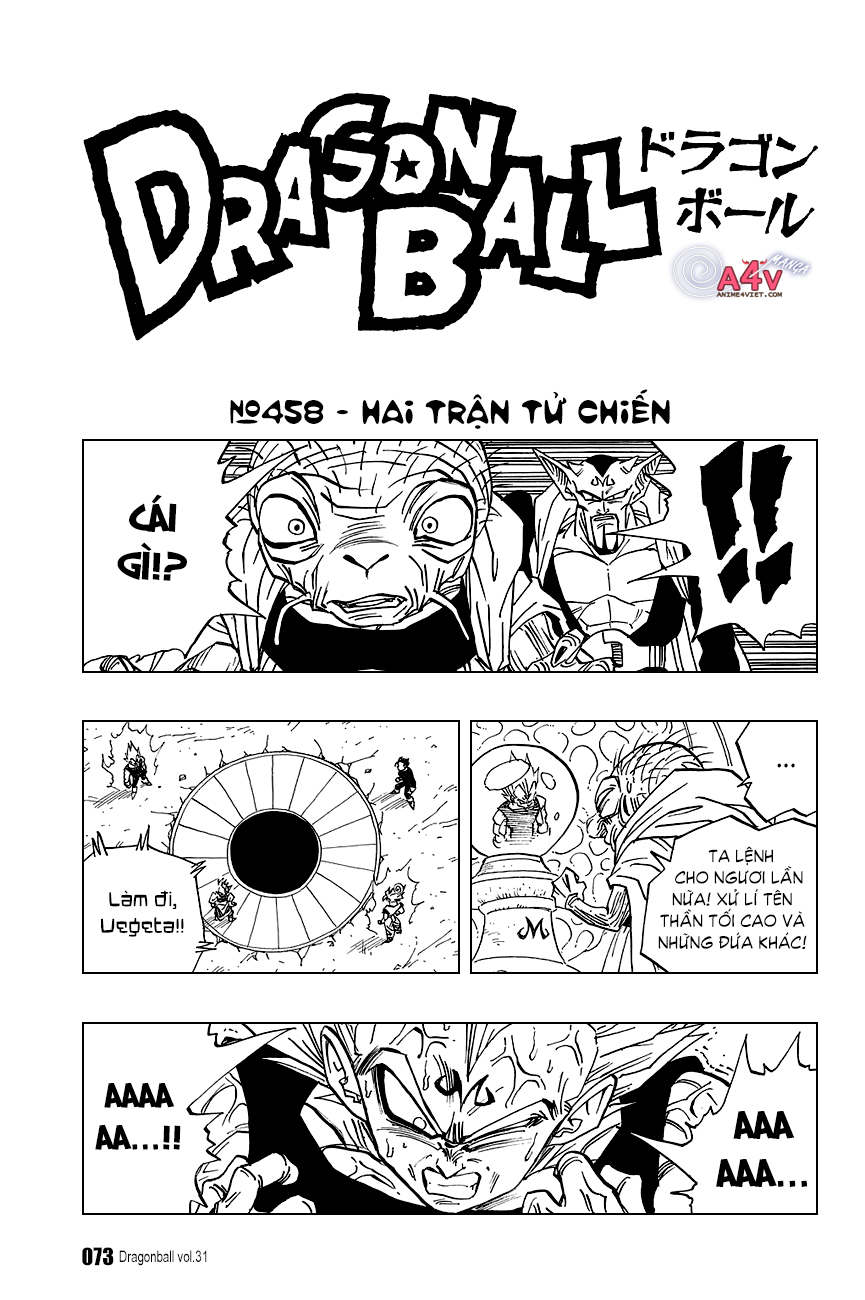 DRAGON BALL
ドラゴン
ボール
A4V MANGA
ANIME4VIET.COM
№458 - HAI TRẬN TỬ CHIẾN
!!
CÁI
GÌ!?
...
TA LỆNH
CHO NGƯƠI LẦN
NỮA! XỬ LÍ TÊN
THẦN TỐI CAO VÀ
NHỮNG ĐỨA KHÁC!
M
Làm đi,
Vegeta!!
AAA
AAA...
AAAA
AA...!!
073 Dragonball vol.31